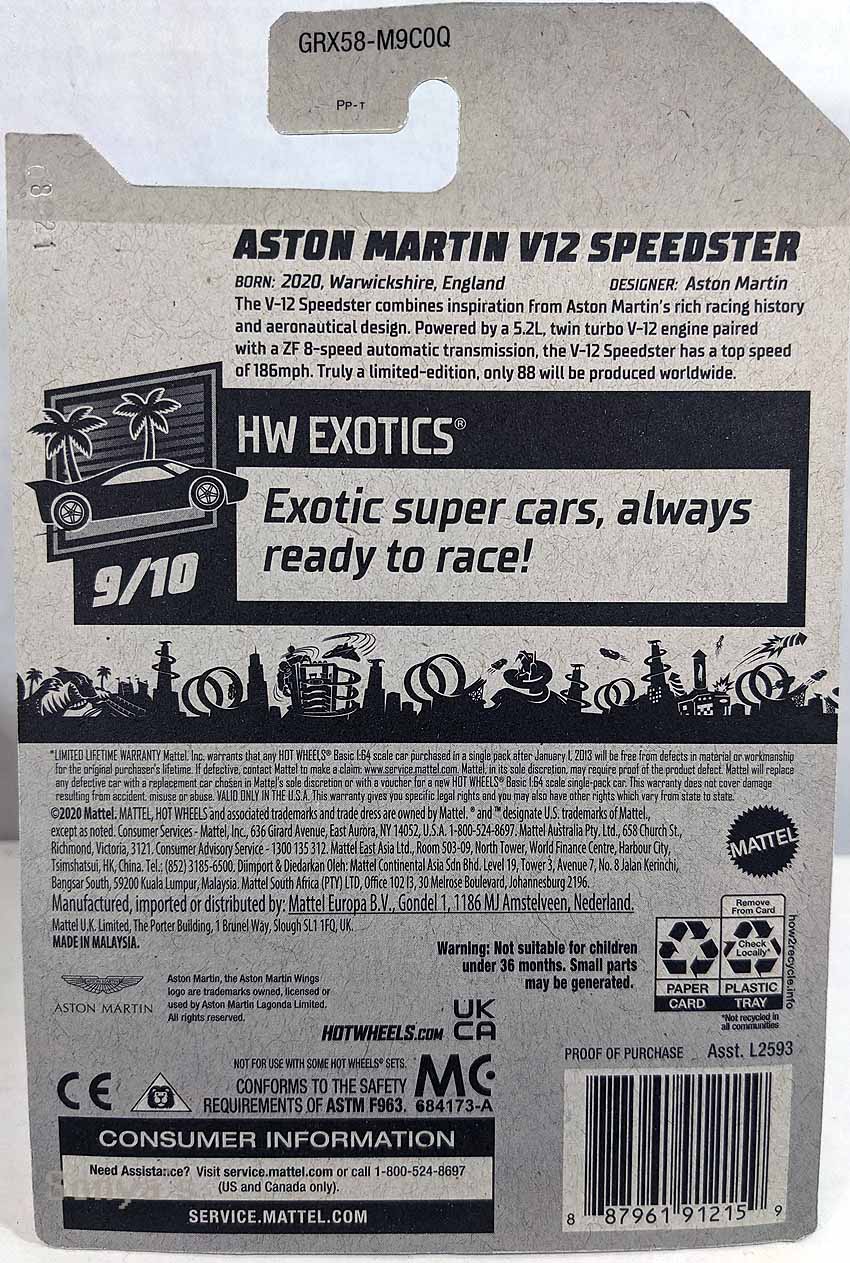 GRX58-M9C0Q
PP-T
C8 21
ASTON MARTIN V12 SPEEDSTER
BORN: 2020, Warwickshire, England DESIGNER: Aston Martin
The V-12 Speedster combines inspiration from Aston Martin's rich racing history
and aeronautical design. Powered by a 5.2L, twin turbo V-12 engine paired
with a ZF 8-speed automatic transmission, the V-12 Speedster has a top speed
of 186mph. Truly a limited-edition, only 88 will be produced worldwide.
HW EXOTICS®
Exotic super cars, always
ready to race!
9/10
*LIMITED LIFETIME WARRANTY Mattel, Inc. warrants that any HOT WHEELS® Basic 1:64 scale car purchased in a single pack after January 1, 2013 will be free from defects in material or workmanship
for the original purchaser's lifetime. If defective, contact Mattel to make a claim: www.service.mattel.com. Mattel, in its sole discretion, may require proof of the product defect. Mattel will replace
any defective car with a replacement car chosen in Mattel's sole discretion or with a voucher for a new HOT WHEELS® Basic 1:64 scale single-pack car. This warranty does not cover damage
resulting from accident, misuse or abuse. VALID ONLY IN THE U.S.A. This warranty gives you specific legal rights and you may also have other rights which vary from state to state.
©2020 Mattel. MATTEL, HOT WHEELS and associated trademarks and trade dress are owned by Mattel. ® and ™ designate U.S. trademarks of Mattel,
except as noted. Consumer Services - Mattel, Inc., 636 Girard Avenue, East Aurora, NY 14052, U.S.A. 1-800-524-8697. Mattel Australia Pty. Ltd., 658 Church St.,
Richmond, Victoria, 3121. Consumer Advisory Service - 1300 135 312. Mattel East Asia Ltd., Room 503-09, North Tower, World Finance Centre, Harbour City,
Tsimshatsui, HK, China. Tel.: (852) 3185-6500. Diimport & Diedarkan Oleh: Mattel Continental Asia Sdn Bhd. Level 19, Tower 3, Avenue 7, No. 8 Jalan Kerinchi,
Bangsar South, 59200 Kuala Lumpur, Malaysia. Mattel South Africa (PTY) LTD, Office 102 I3, 30 Melrose Boulevard, Johannesburg 2196.
MATTEL
Manufactured, imported or distributed by: Mattel Europa B.V., Gondel 1, 1186 MJ Amstelveen, Nederland.
Mattel U.K. Limited, The Porter Building, 1 Brunel Way, Slough SL1 1FQ, UK.
MADE IN MALAYSIA.
Warning: Not suitable for children
under 36 months. Small parts
may be generated.
Remove
From Card
Check
Locally*
PAPER PLASTIC
CARD TRAY
*Not recycled in
all communities
how2recycle.info
ASTON MARTIN
Aston Martin, the Aston Martin Wings
logo are trademarks owned, licensed or
used by Aston Martin Lagonda Limited.
All rights reserved.
HOTWHEELS.COM
UK
CA
PROOF OF PURCHASE Asst. L2593
CE
NOT FOR USE WITH SOME HOT WHEELS® SETS.
CONFORMS TO THE SAFETY
REQUIREMENTS OF ASTM F963.
MC
684173-A
CONSUMER INFORMATION
Need Assistance? Visit service.mattel.com or call 1-800-524-8697
(US and Canada only).
SERVICE.MATTEL.COM
8 87961 91215 9